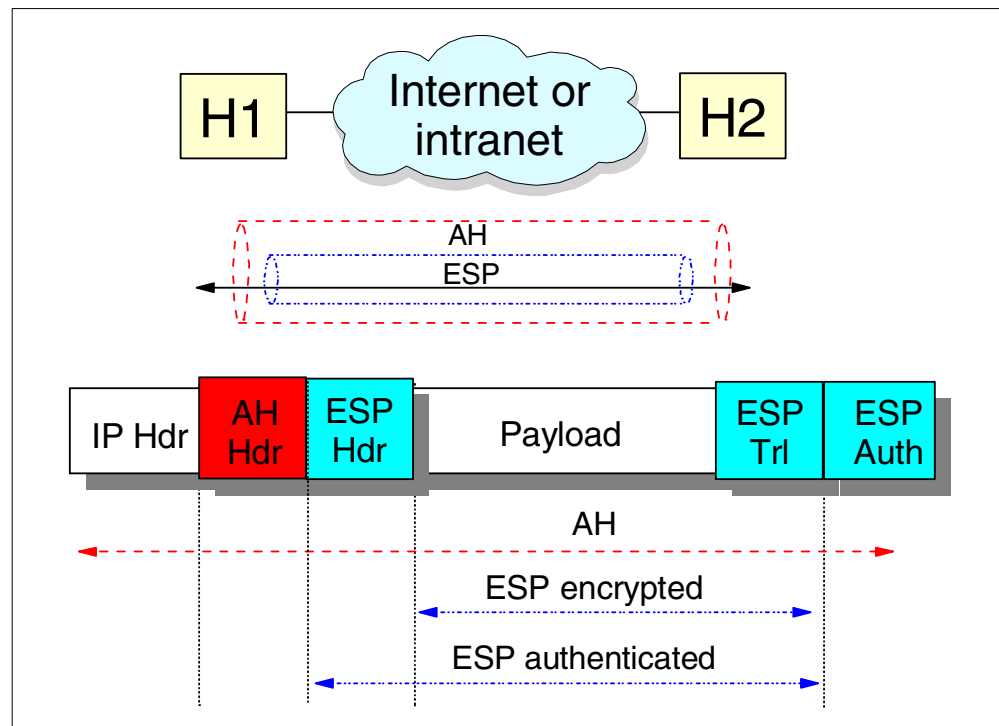 H1
Internet or
intranet
H2
AH
ESP
IP Hdr
AH
Hdr
ESP
Hdr
Payload
ESP
Trl
ESP
Auth
AH
ESP encrypted
ESP authenticated